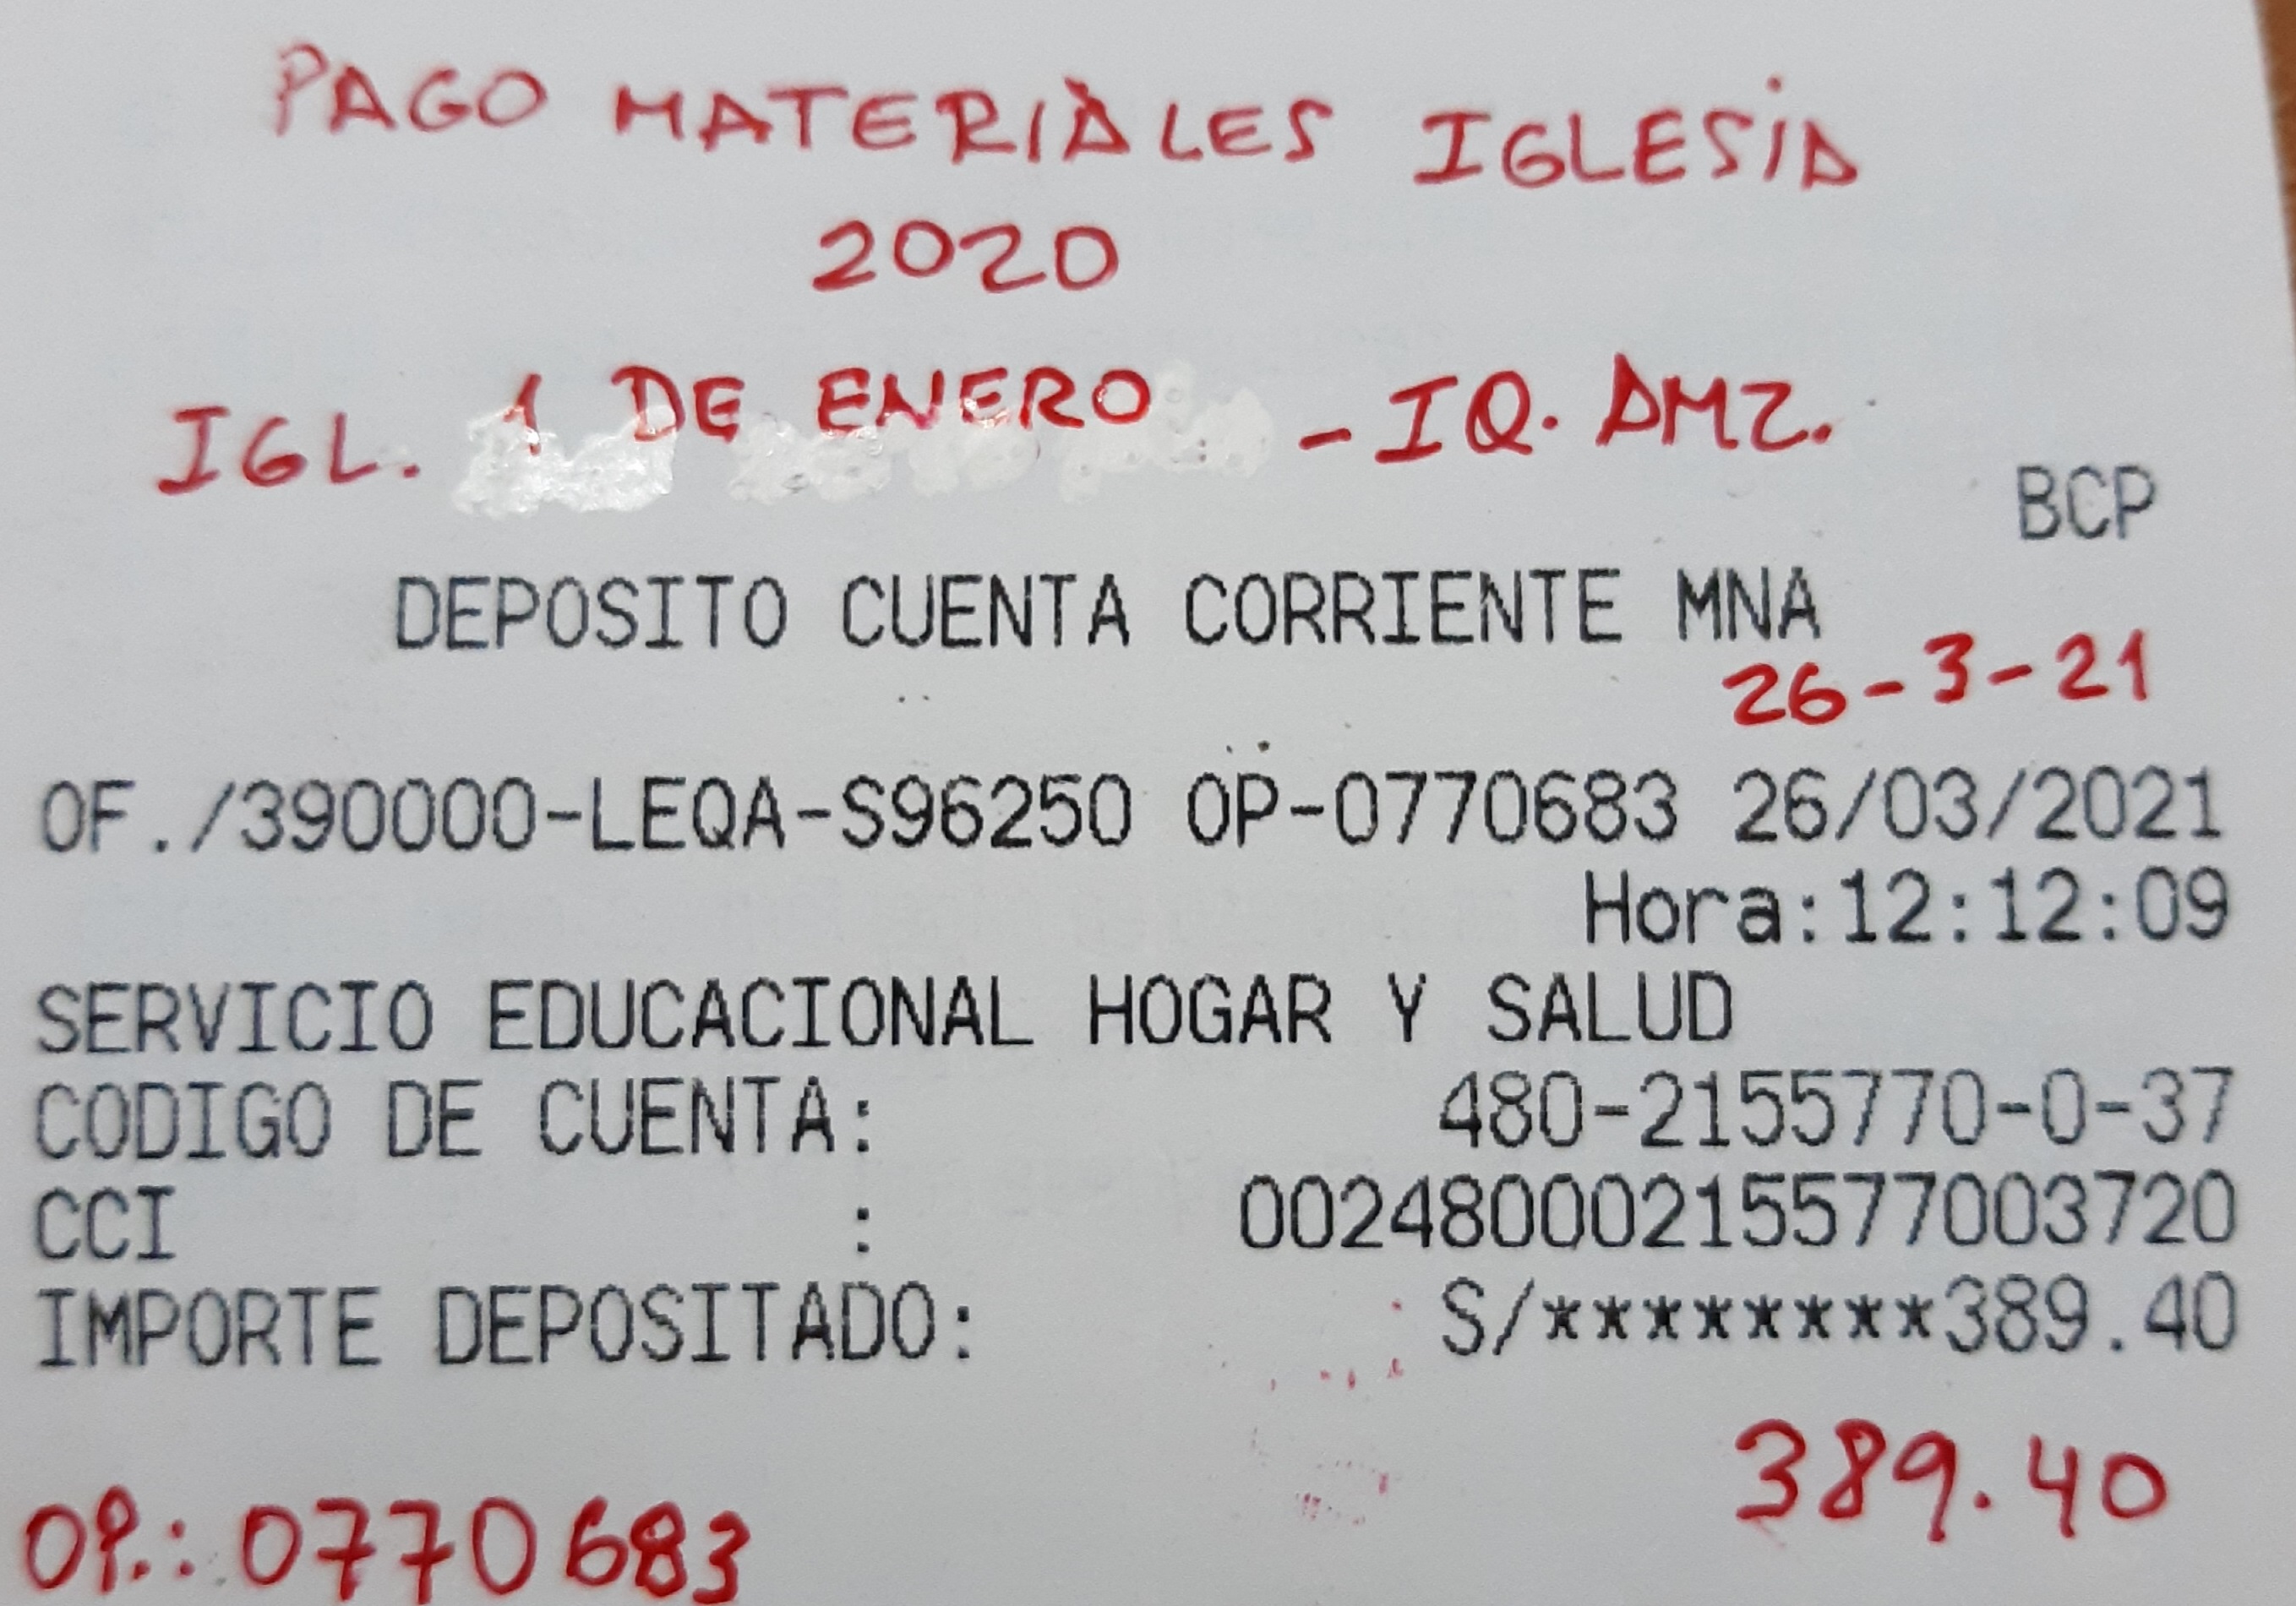 PAGO MATERIALES IGLESIA
2020
IGL. 1 DE ENERO - IQ. AMZ.
BCP
DEPOSITO CUENTA CORRIENTE MNA
26-3-21
OF./390000-LEQA-S96250 OP-0770683 26/03/2021
Hora:12:12:09
SERVICIO EDUCACIONAL HOGAR Y SALUD
CODIGO DE CUENTA: 480-2155770-0-37
CCI : 00248000215577003720
IMPORTE DEPOSITADO: S/********389.40
389.40
OP.: 0770683